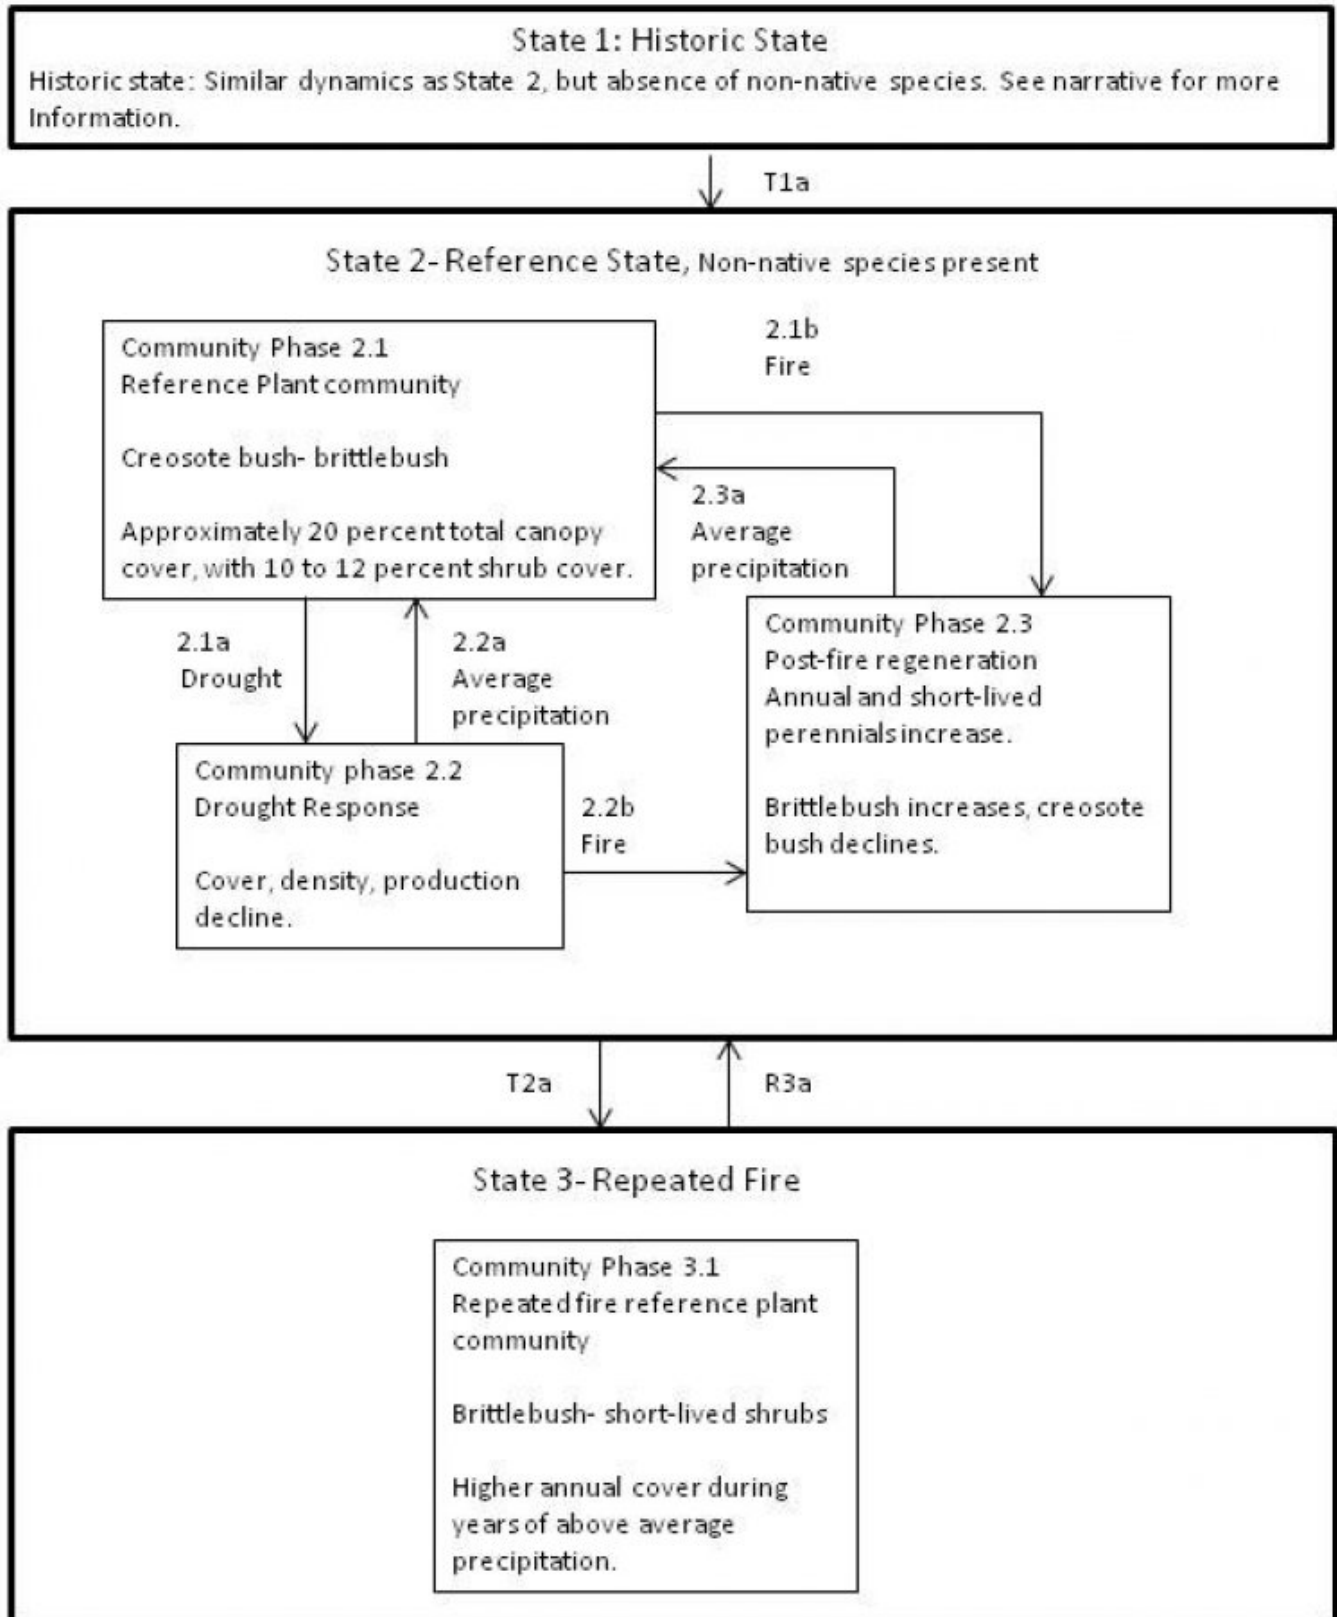 State 1: Historic State
Historic state: Similar dynamics as State 2, but absence of non-native species. See narrative for more
Information.
T1a
State 2- Reference State, Non-native species present
Community Phase 2.1
Reference Plant community
Creosote bush- brittlebush
Approximately 20 percent total canopy
cover, with 10 to 12 percent shrub cover.
2.1b
Fire
2.3a
Average
precipitation
2.1a
Drought
2.2a
Average
precipitation
Community Phase 2.3
Post-fire regeneration
Annual and short-lived
perennials increase.
Brittlebush increases, creosote
bush declines.
Community phase 2.2
Drought Response
Cover, density, production
decline.
2.2b
Fire
T2a
R3a
State 3- Repeated Fire
Community Phase 3.1
Repeated fire reference plant
community
Brittlebush- short-lived shrubs
Higher annual cover during
years of above average
precipitation.